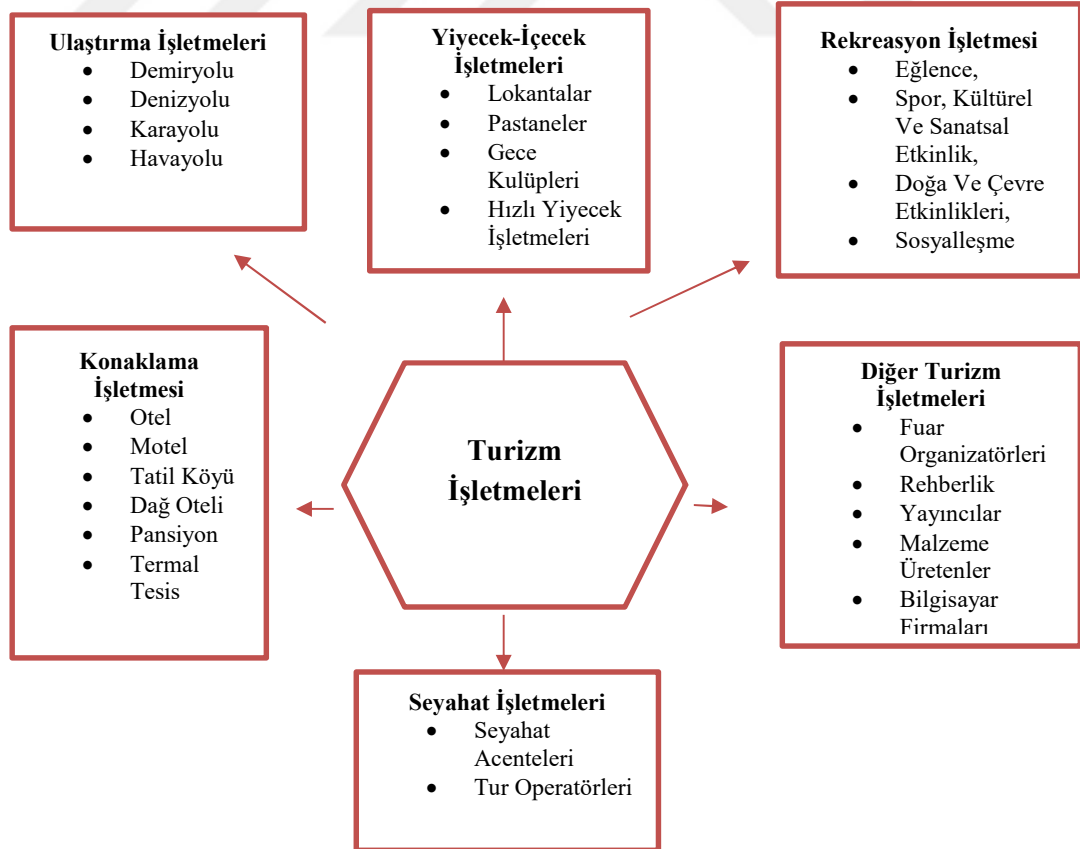 Ulaştırma İşletmeleri
• Demiryolu
• Denizyolu
• Karayolu
• Havayolu
Yiyecek-İçecek
İşletmeleri
• Lokantalar
• Pastaneler
• Gece
Kulüpleri
• Hızlı Yiyecek
İşletmeleri
Rekreasyon İşletmesi
• Eğlence,
• Spor, Kültürel
Ve Sanatsal
Etkinlik,
• Doğa Ve Çevre
Etkinlikleri,
• Sosyalleşme
Konaklama
İşletmesi
• Otel
• Motel
• Tatil Köyü
• Dağ Oteli
• Pansiyon
• Termal
Tesis
Turizm
İşletmeleri
Diğer Turizm
İşletmeleri
• Fuar
Organizatörleri
• Rehberlik
• Yayıncılar
• Malzeme
Üretenler
• Bilgisayar
Firmaları
Seyahat İşletmeleri
• Seyahat
Acenteleri
• Tur Operatörleri